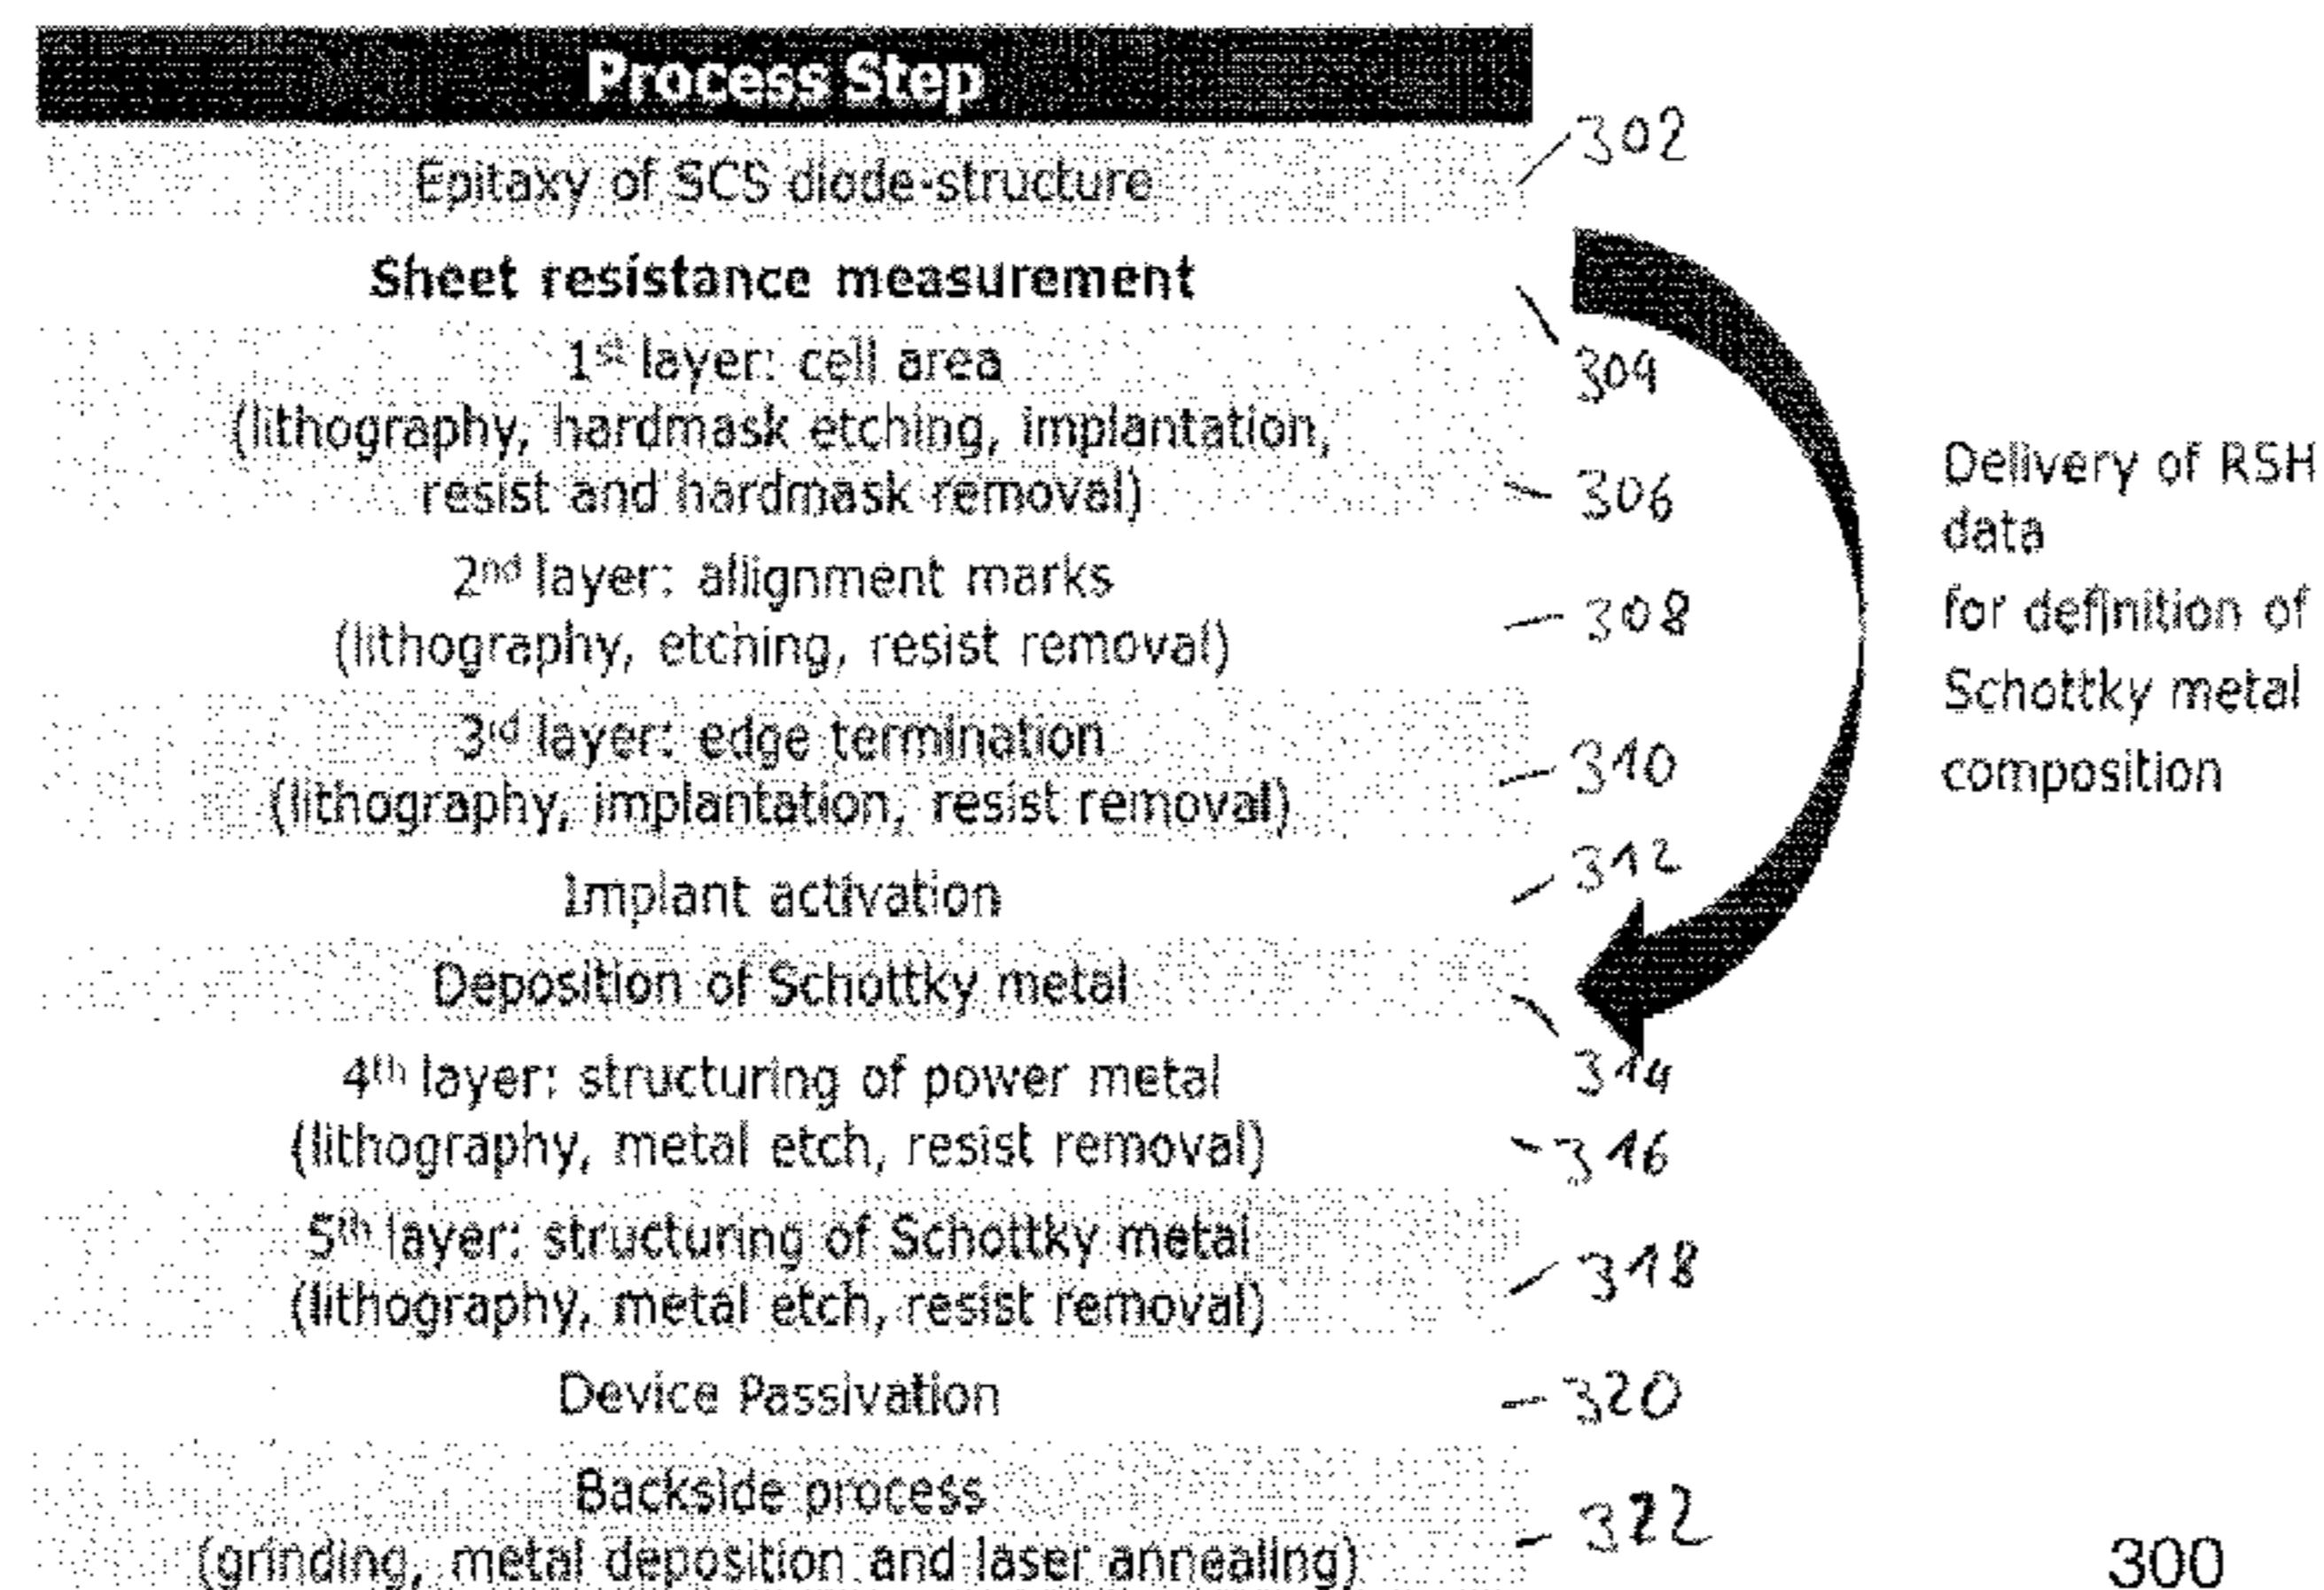 Process Step
Epitaxy of SCS diode-structure
302
Sheet resistance measurement
304
1st layer: cell area
(lithography, hardmask etching, implantation,
resist and hardmask removal)
306
2nd layer: allignment marks
308
(lithography, etching, resist removal)
3rd layer: edge termination
310
(lithography, implantation, resist removal)
Implant activation
312
Deposition of Schottky metal
314
4th layer: structuring of power metal
(lithography, metal etch, resist removal)
316
5th layer: structuring of Schottky metal
318
(lithography, metal etch, resist removal)
Device Passivation
320
Backside process
322
(grinding, metal deposition and laser annealing)
Delivery of RSH
data
for definition of
Schottky metal
composition
300